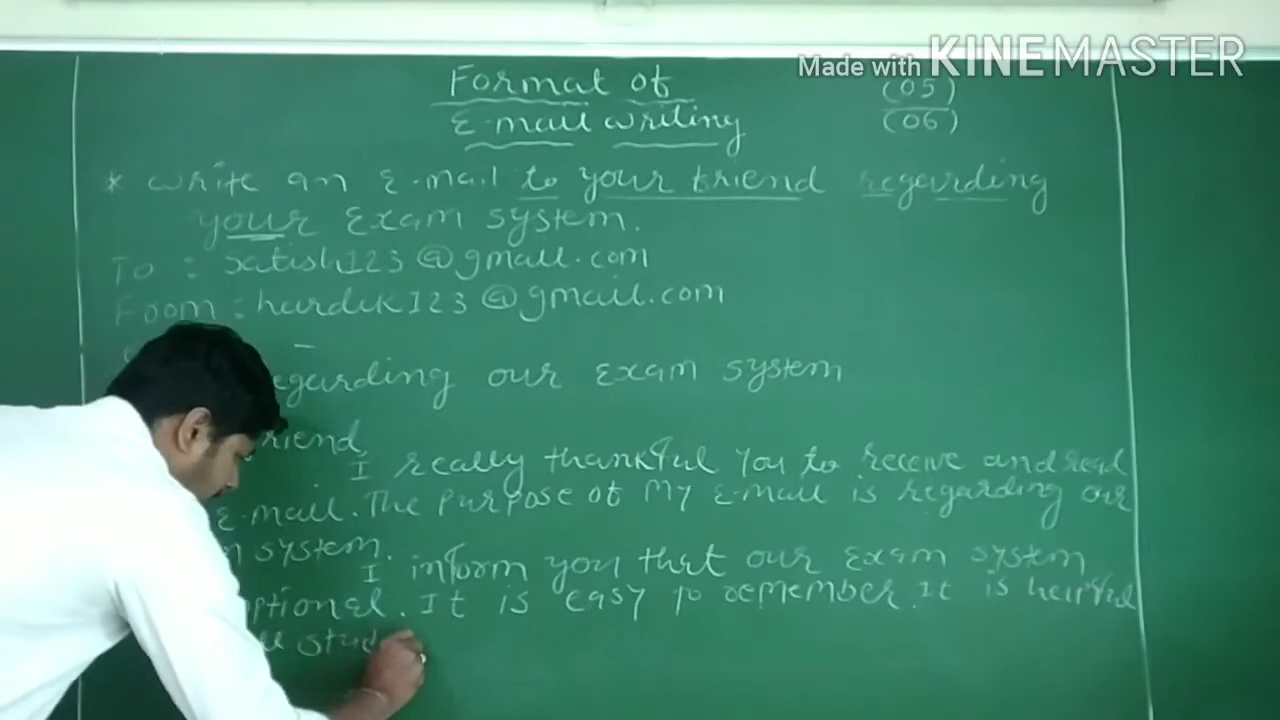 Made with KINEMASTER
Format of
E-mail writing
(05)
(06)
* write an E-mail to your friend regarding
your Exam system.
To : satish123@gmail.com
From : hardik123@gmail.com
egarding our Exam system
riend,
I really thankful you to receive and read
E-mail. The purpose of My E-mail is regarding our
system.
I inform you that our Exam system
ptional. It is easy to remember. It is helpful
stud